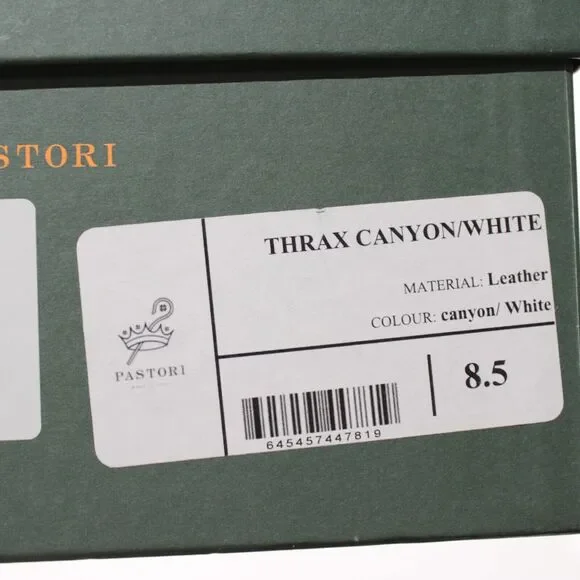 STORI
THRAX CANYON/WHITE
MATERIAL: Leather
COLOUR: canyon/ White
PASTORI
8.5
645457447819